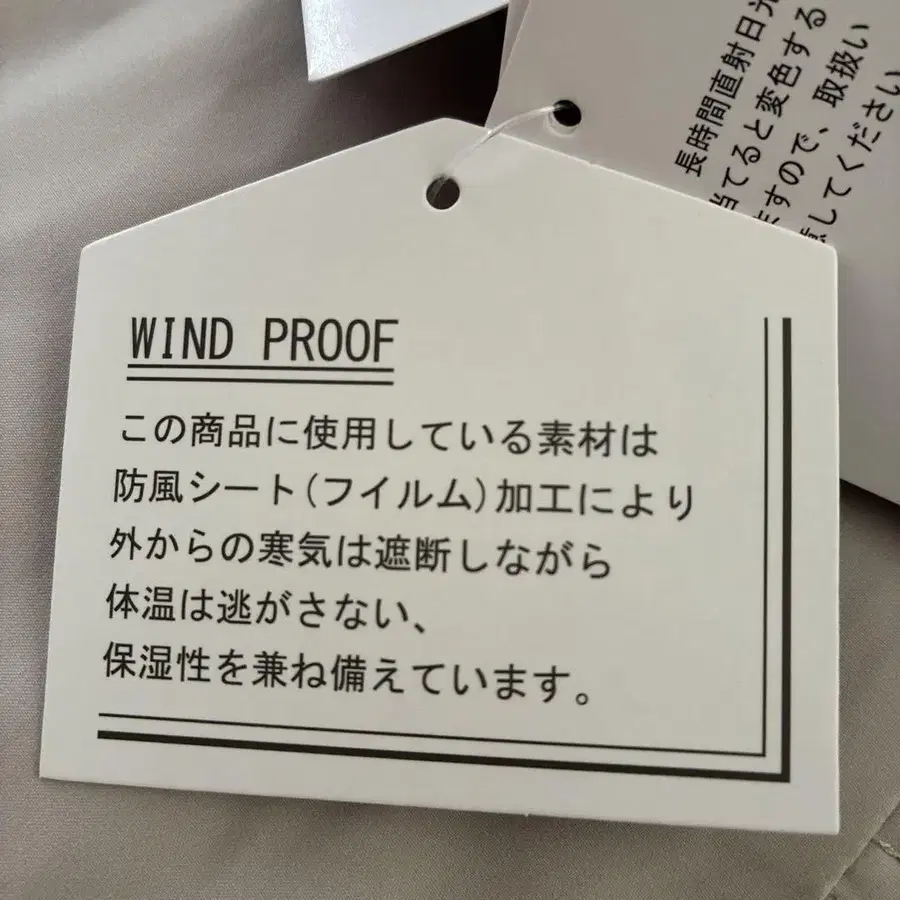 WIND PROOF
この商品に使用している素材は
防風シート(フイルム)加工により
外からの寒気は遮断しながら
体温は逃がさない、
保湿性を兼ね備えています。
長時間直射日光
当てると変色する
ますので、取扱い
意してください